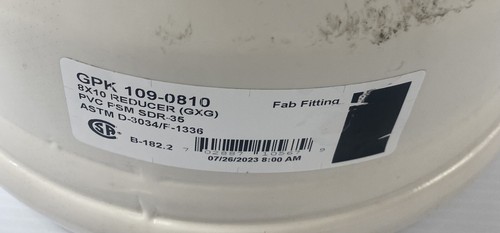 GPK 109-0810
8X10 REDUCER (GXG)
PVC PSM SDR-35
ASTM D-3034/F-1336
Fab Fitting
B-182.2
07/26/2023 8:00 AM